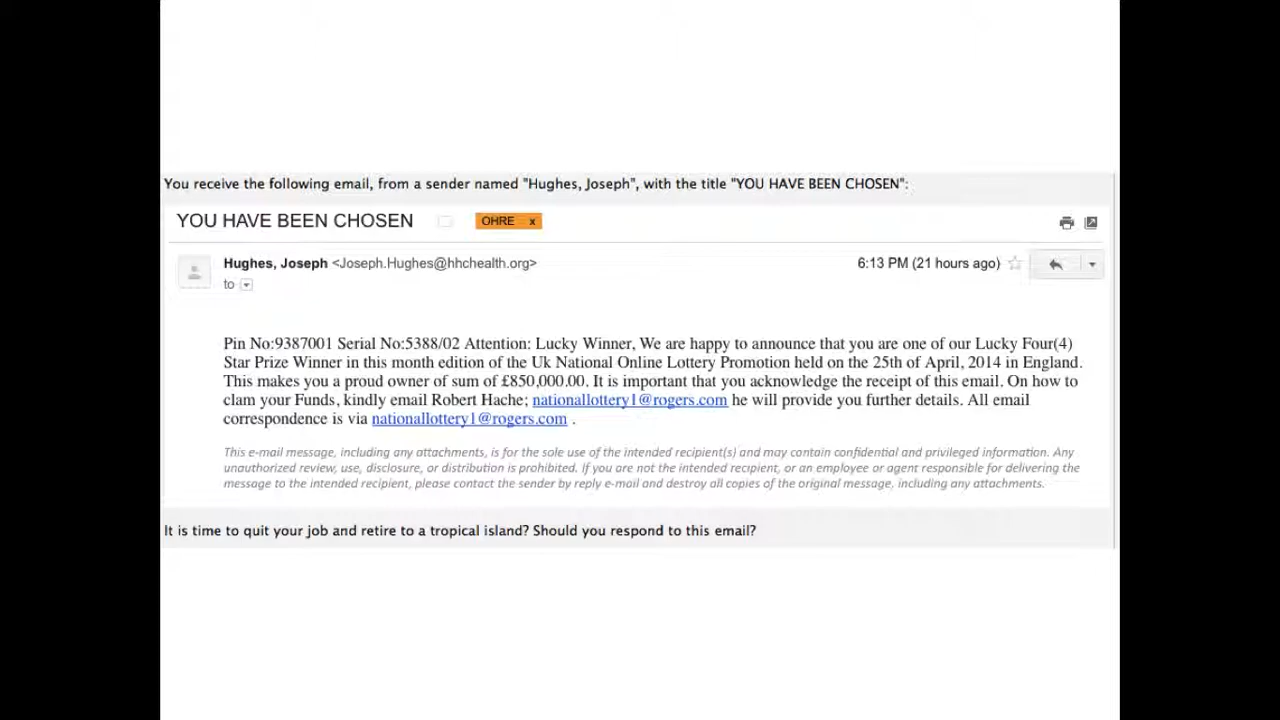 You receive the following email, from a sender named "Hughes, Joseph", with the title "YOU HAVE BEEN CHOSEN":
YOU HAVE BEEN CHOSEN OHRE x
Hughes, Joseph <Joseph.Hughes@hhchealth.org> 6:13 PM (21 hours ago)
to
Pin No:9387001 Serial No:5388/02 Attention: Lucky Winner, We are happy to announce that you are one of our Lucky Four(4)
Star Prize Winner in this month edition of the Uk National Online Lottery Promotion held on the 25th of April, 2014 in England.
This makes you a proud owner of sum of £850,000.00. It is important that you acknowledge the receipt of this email. On how to
clam your Funds, kindly email Robert Hache; nationallottery1@rogers.com he will provide you further details. All email
correspondence is via nationallottery1@rogers.com .
This e-mail message, including any attachments, is for the sole use of the intended recipient(s) and may contain confidential and privileged information. Any
unauthorized review, use, disclosure, or distribution is prohibited. If you are not the intended recipient, or an employee or agent responsible for delivering the
message to the intended recipient, please contact the sender by reply e-mail and destroy all copies of the original message, including any attachments.
It is time to quit your job and retire to a tropical island? Should you respond to this email?